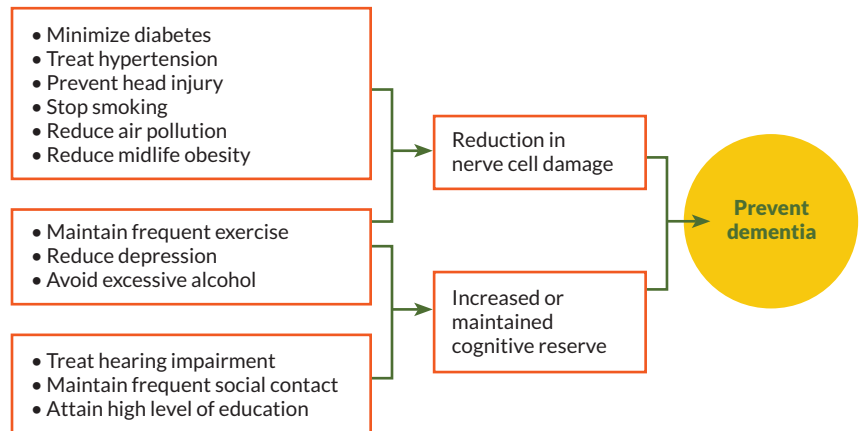 • Minimize diabetes
• Treat hypertension
• Prevent head injury
• Stop smoking
• Reduce air pollution
• Reduce midlife obesity
• Maintain frequent exercise
• Reduce depression
• Avoid excessive alcohol
• Treat hearing impairment
• Maintain frequent social contact
• Attain high level of education
Reduction in
nerve cell damage
Increased or
maintained
cognitive reserve
Prevent
dementia